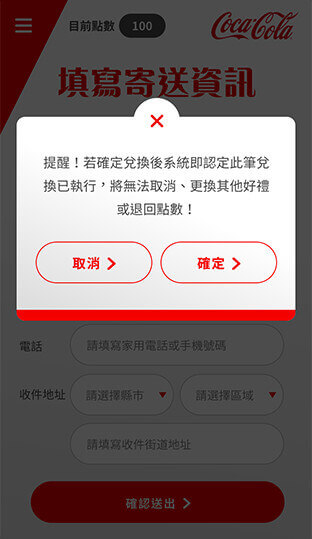 目前點數 100
Coca-Cola
填寫寄送資訊
提醒！若確定兌換後系統即認定此筆兌
換已執行，將無法取消、更換其他好禮
或退回點數！
取消
確定
電話
請填寫家用電話或手機號碼
收件地址
請選擇縣市
請選擇區域
請填寫收件街道地址
確認送出